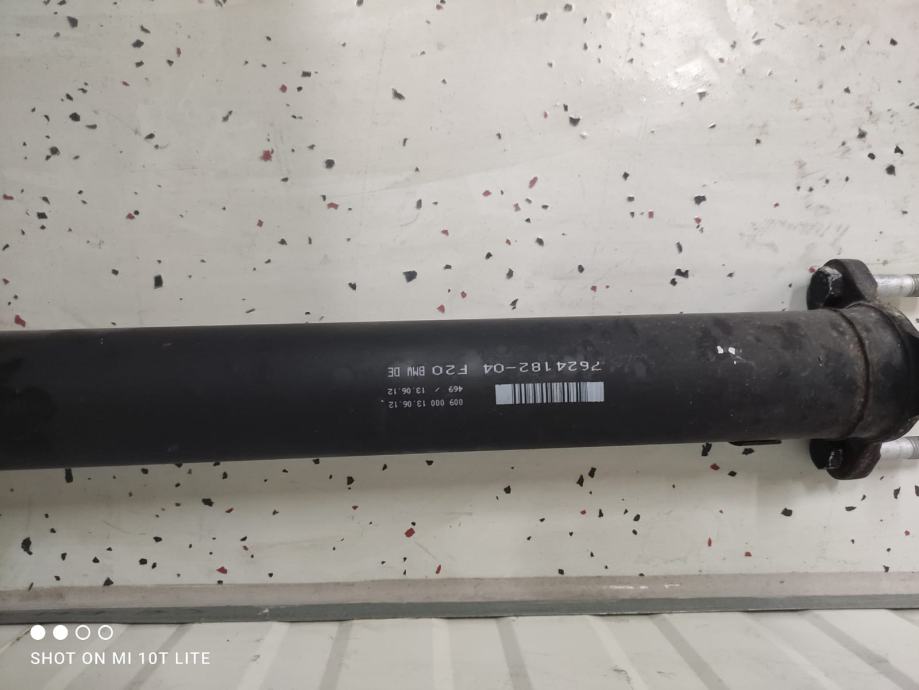 7624182-04 F20 BMW DE
469 / 13.06.12
009 000 13.06.12
SHOT ON MI 10T LITE